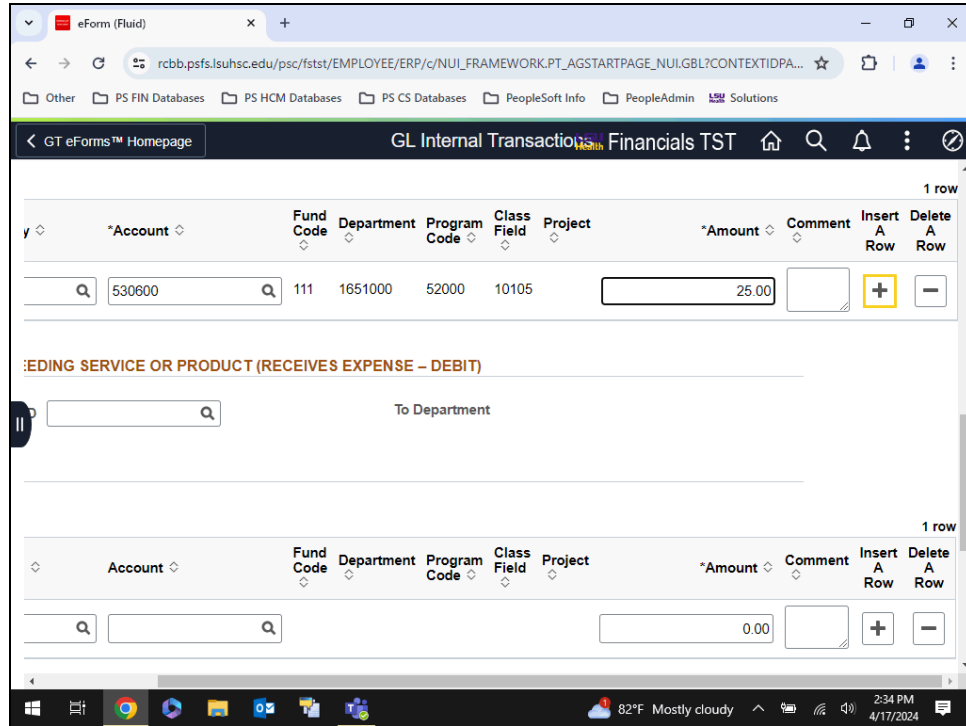 eForm (Fluid)
rcbb.psfs.lsuhsc.edu/psc/fstst/EMPLOYEE/ERP/c/NUI_FRAMEWORK.PT_AGSTARTPAGE_NUI.GBL?CONTEXTIDPA...
Other PS FIN Databases PS HCM Databases PS CS Databases PeopleSoft Info PeopleAdmin LSU Solutions
GT eForms™ Homepage GL Internal Transactions Health Financials TST
1 row
y *Account Fund Code Department Program Code Class Field Project *Amount Comment Insert A Row Delete A Row
530600 111 1651000 52000 10105 25.00
EEDING SERVICE OR PRODUCT (RECEIVES EXPENSE – DEBIT)
To Department
1 row
Account Fund Code Department Program Code Class Field Project *Amount Comment Insert A Row Delete A Row
0.00
82°F Mostly cloudy 2:34 PM
4/17/2024